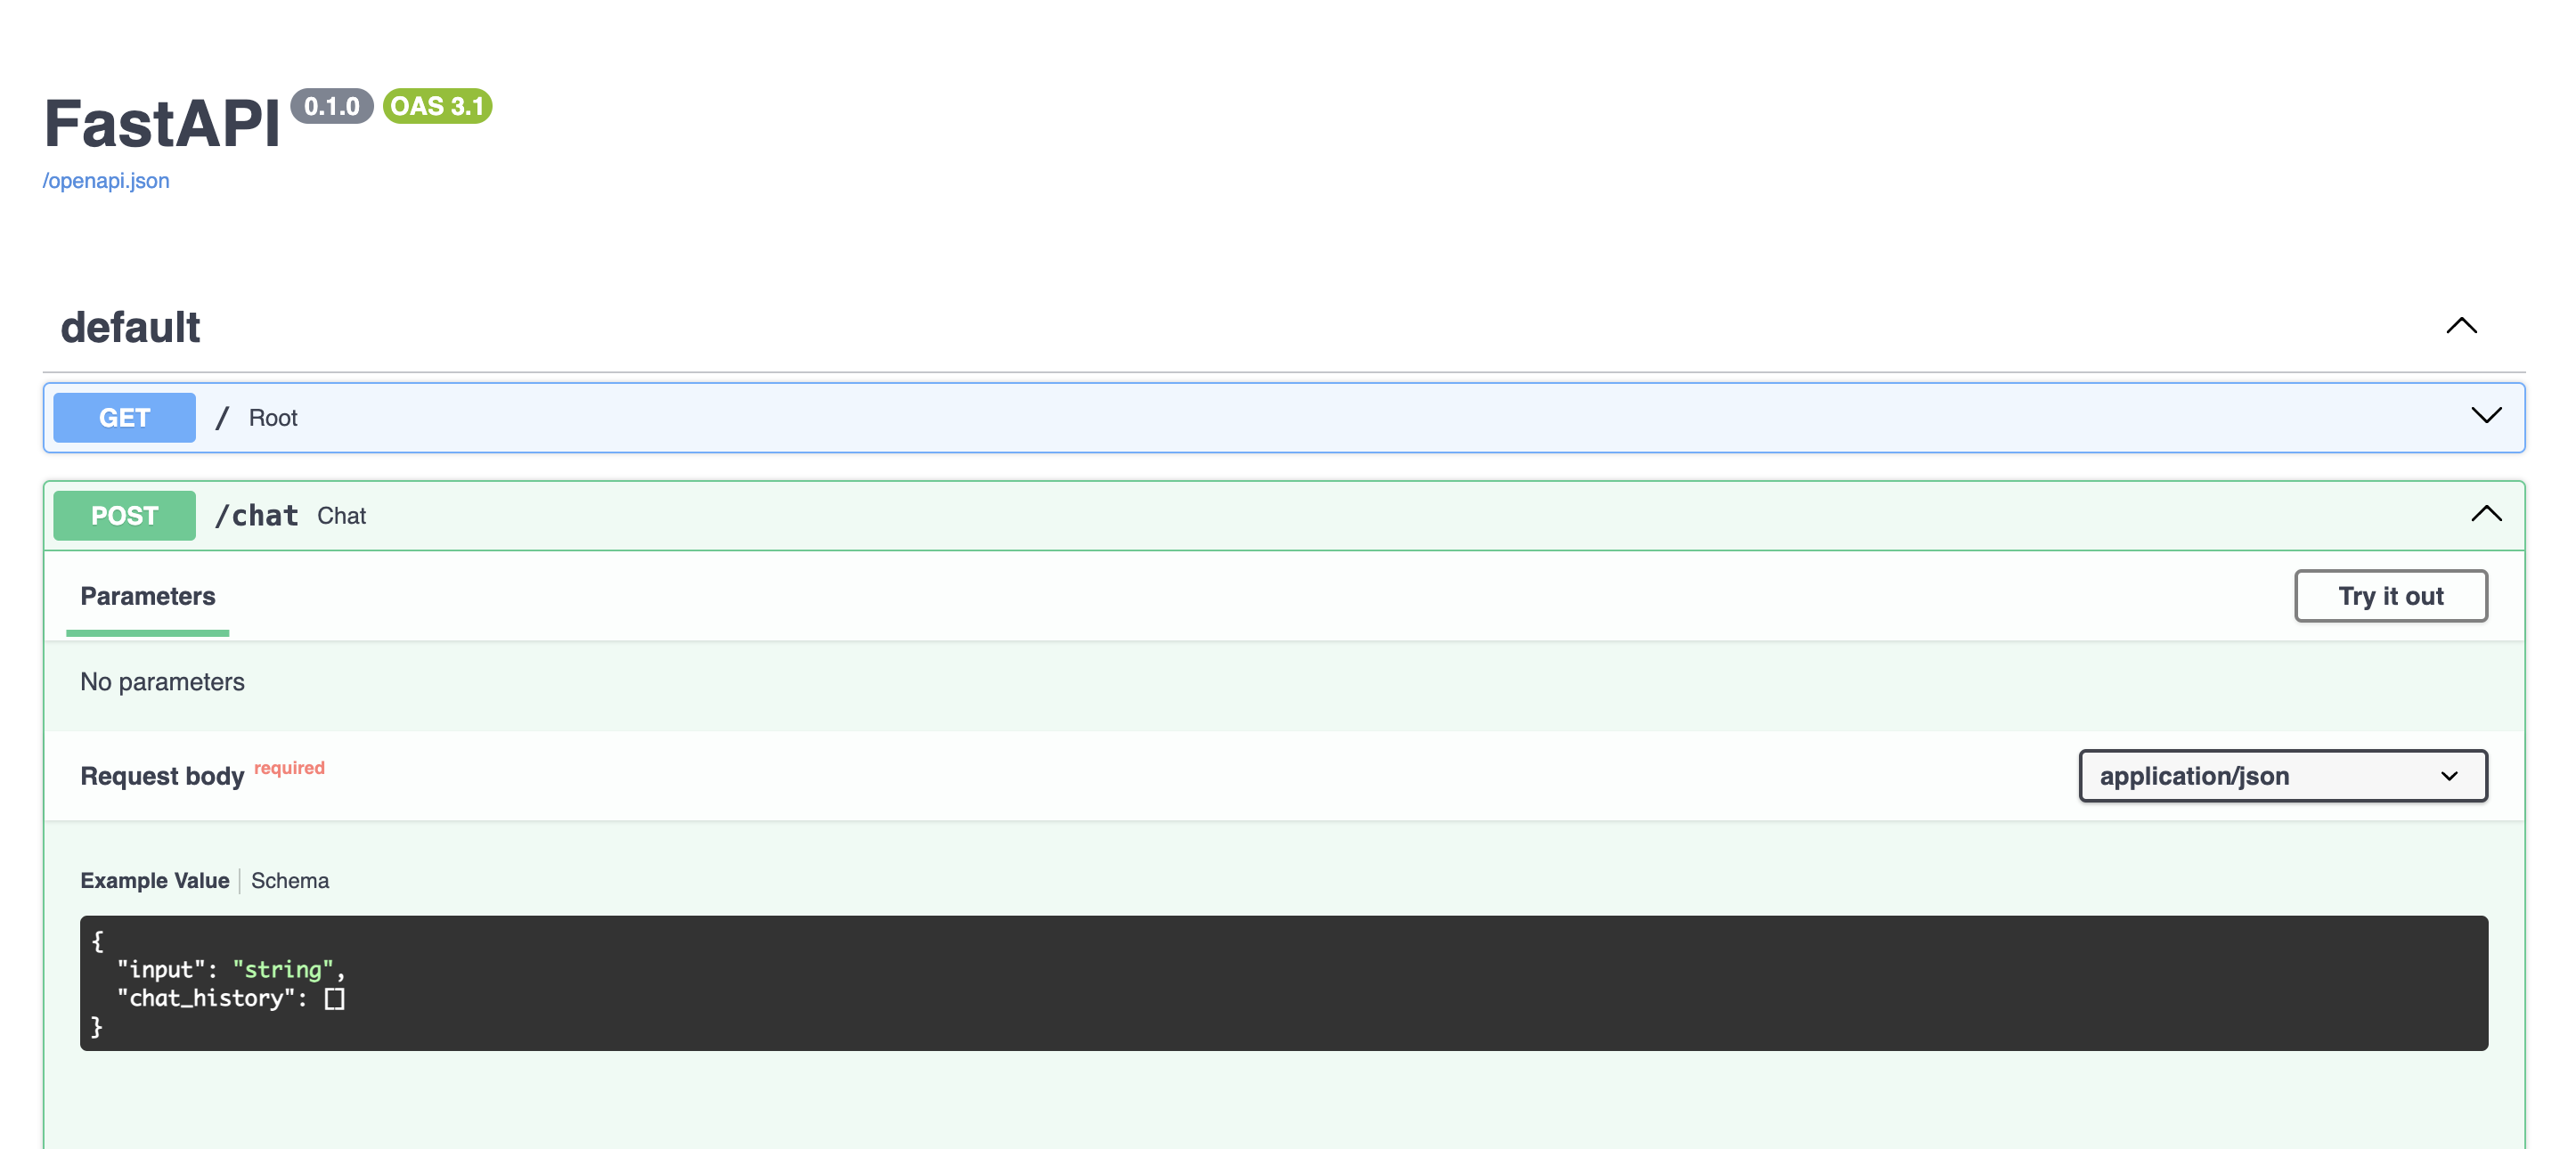 FastAPI 0.1.0 OAS 3.1
/openapi.json
default
GET / Root
POST /chat Chat
Parameters Try it out
No parameters
Request body required application/json
Example Value Schema
{
"input": "string",
"chat_history": []
}